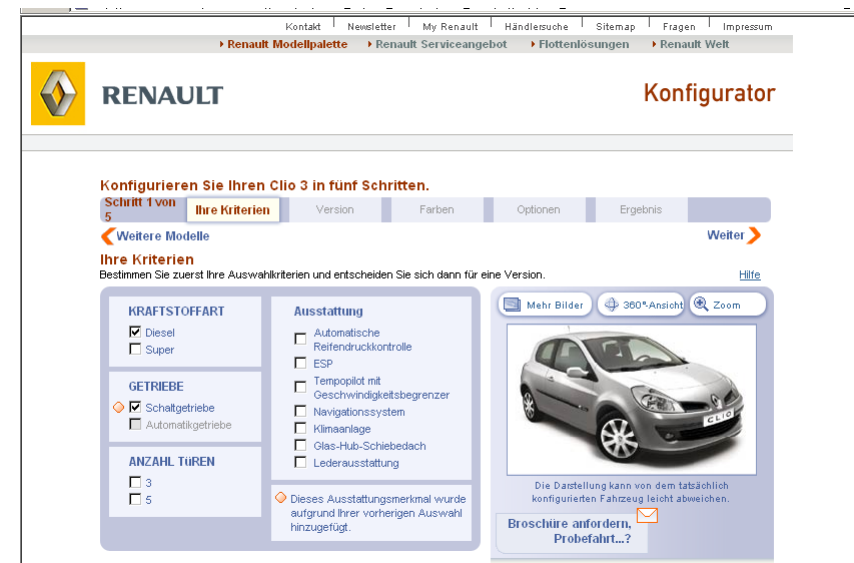 Kontakt Newsletter My Renault Händlersuche Sitemap Fragen Impressum
Renault Modellpalette Renault Serviceangebot Flottenlösungen Renault Welt
RENAULT Konfigurator
Konfigurieren Sie Ihren Clio 3 in fünf Schritten.
Schritt 1 von 5 Ihre Kriterien Version Farben Optionen Ergebnis
Weitere Modelle Weiter
Ihre Kriterien
Bestimmen Sie zuerst Ihre Auswahlkriterien und entscheiden Sie sich dann für eine Version. Hilfe
KRAFTSTOFFART
Diesel
Super
GETRIEBE
Schaltgetriebe
Automatikgetriebe
ANZAHL TüREN
3
5
Ausstattung
Automatische
Reifendruckkontrolle
ESP
Tempopilot mit
Geschwindigkeitsbegrenzer
Navigationssystem
Klimaanlage
Glas-Hub-Schiebedach
Lederausstattung
Dieses Ausstattungsmerkmal wurde
aufgrund Ihrer vorherigen Auswahl
hinzugefügt.
Mehr Bilder 360°-Ansicht Zoom
CLIO
Die Darstellung kann von dem tatsächlich
konfigurierten Fahrzeug leicht abweichen.
Broschüre anfordern,
Probefahrt...?